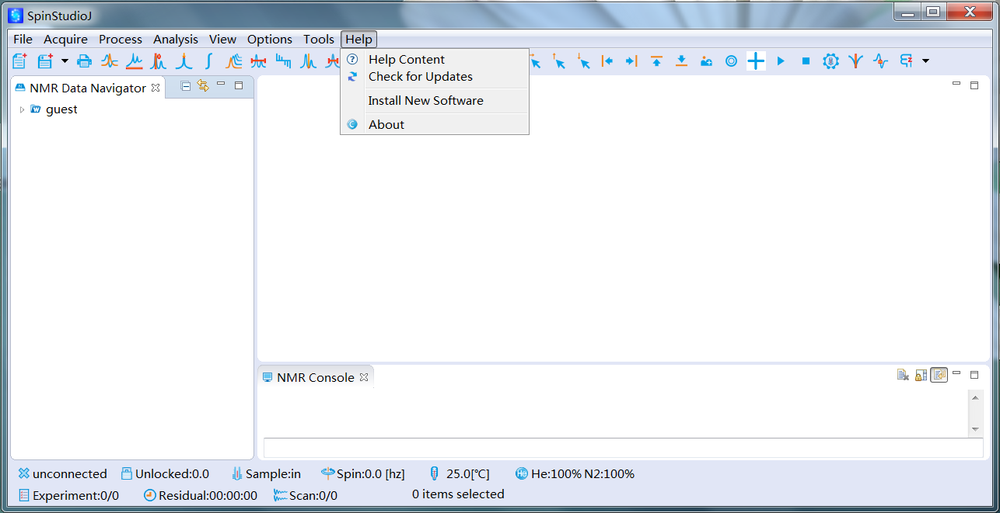 SpinStudioJ
File Acquire Process Analysis View Options Tools Help
Help Content
Check for Updates
Install New Software
About
NMR Data Navigator
guest
NMR Console
unconnected Unlocked:0.0 Sample:in Spin:0.0 [hz] 25.0[℃] He:100% N2:100%
Experiment:0/0 Residual:00:00:00 Scan:0/0 0 items selected